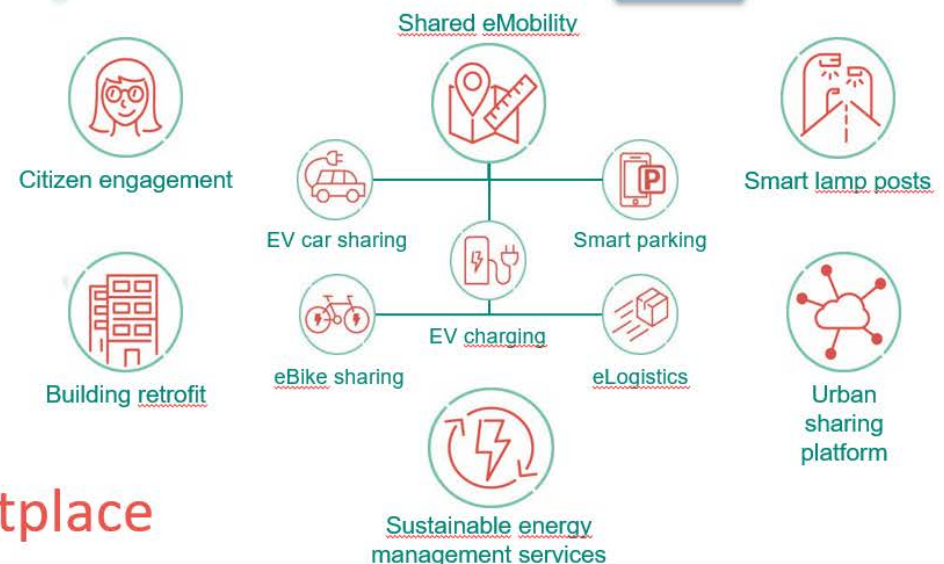 Shared eMobility
Citizen engagement
Smart lamp posts
EV car sharing
Smart parking
P
EV charging
Building retrofit
eBike sharing
eLogistics
Urban
sharing
platform
tplace
Sustainable energy
management services